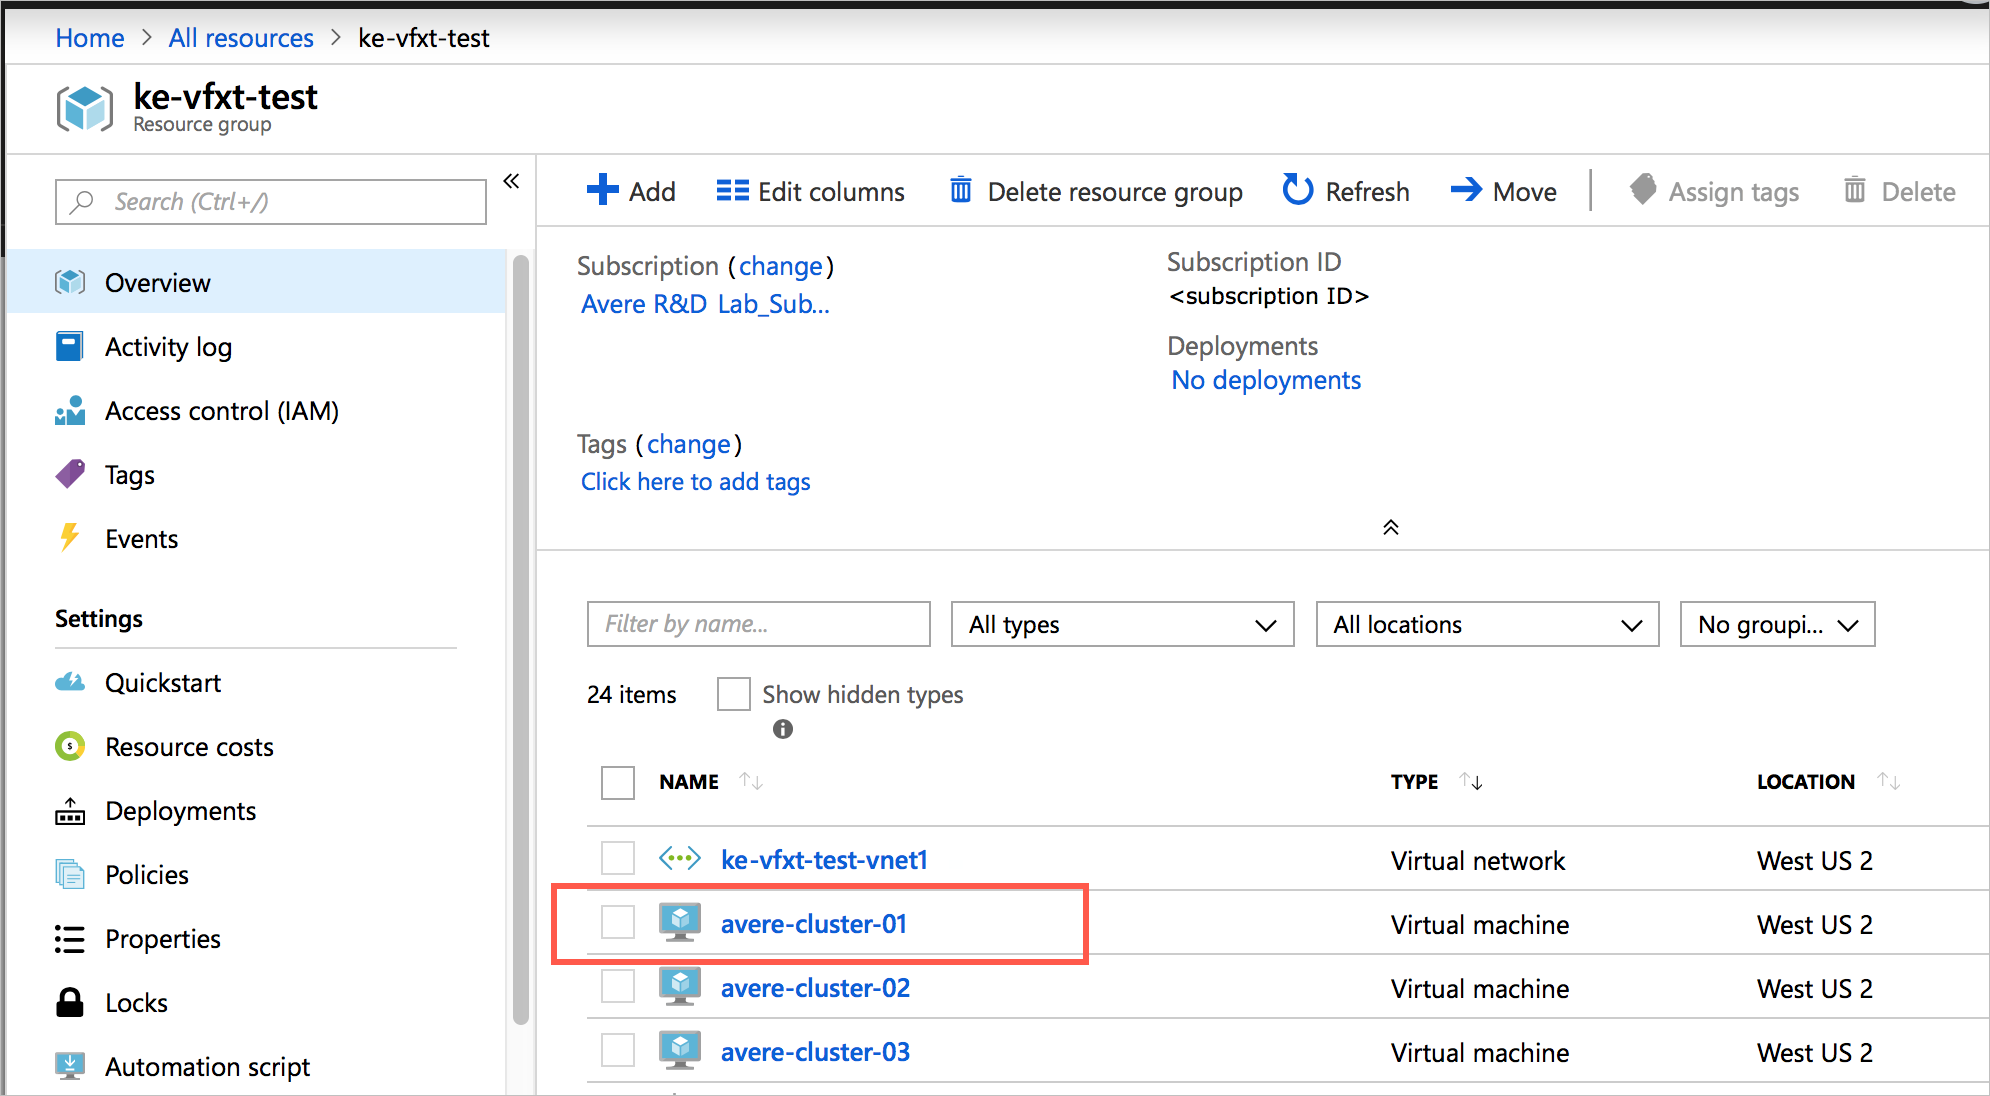 Home > All resources > ke-vfxt-test
ke-vfxt-test
Resource group
Search (Ctrl+/)
«
Overview
Activity log
Access control (IAM)
Tags
Events
Settings
Quickstart
Resource costs
Deployments
Policies
Properties
Locks
Automation script
Add Edit columns Delete resource group Refresh Move Assign tags Delete
Subscription (change)
Avere R&D Lab_Sub...
Subscription ID
<subscription ID>
Deployments
No deployments
Tags (change)
Click here to add tags
Filter by name... All types All locations No groupi...
24 items Show hidden types
NAME TYPE LOCATION
ke-vfxt-test-vnet1 Virtual network West US 2
avere-cluster-01 Virtual machine West US 2
avere-cluster-02 Virtual machine West US 2
avere-cluster-03 Virtual machine West US 2